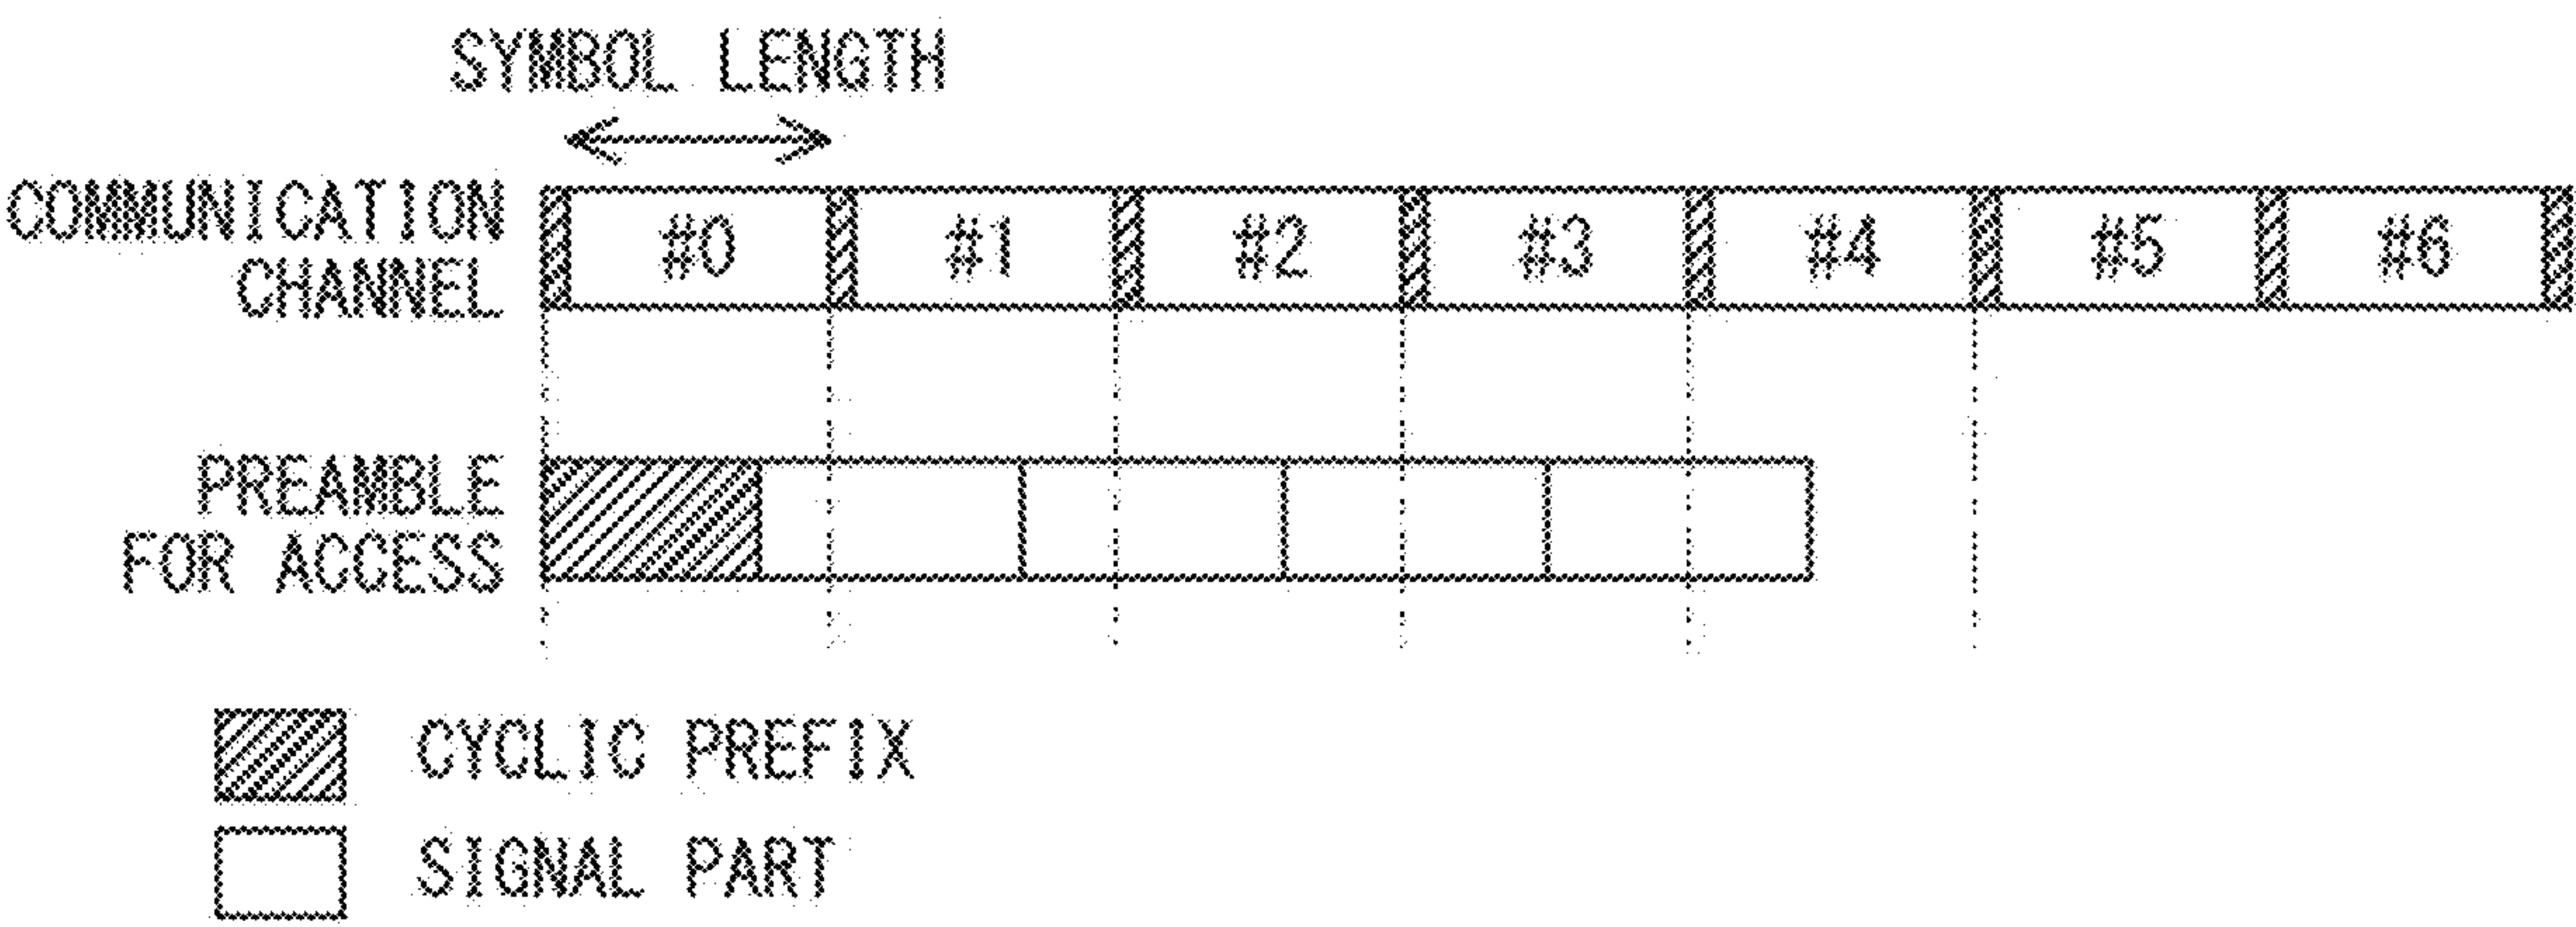 SYMBOL LENGTH
COMMUNICATION
CHANNEL
#0 #1 #2 #3 #4 #5 #6
PREAMBLE
FOR ACCESS
CYCLIC PREFIX
SIGNAL PART